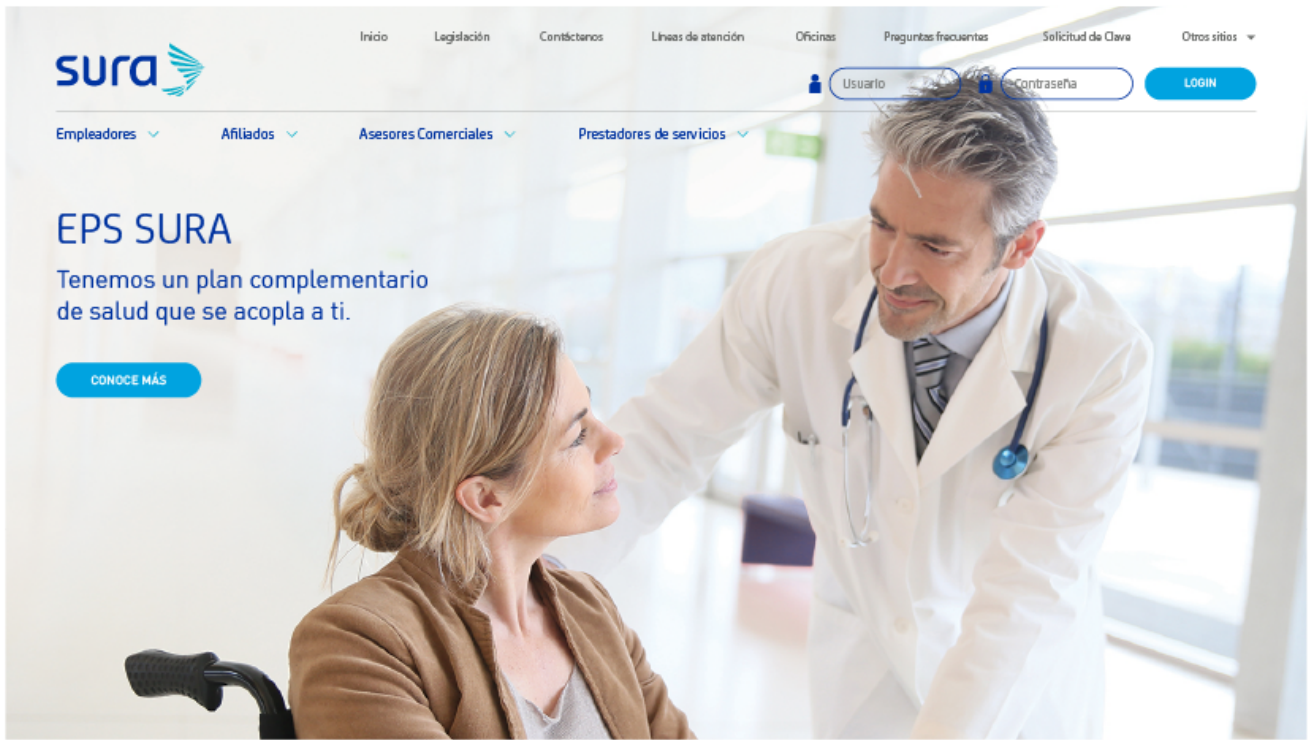 Inicio Legislación Contáctenos Líneas de atención Oficinas Preguntas frecuentes Solicitud de Clave Otros sitios
sura
Usuario Contraseña LOGIN
Empleadores Afiliados Asesores Comerciales Prestadores de servicios
EPS SURA
Tenemos un plan complementario
de salud que se acopla a ti.
CONOCE MÁS